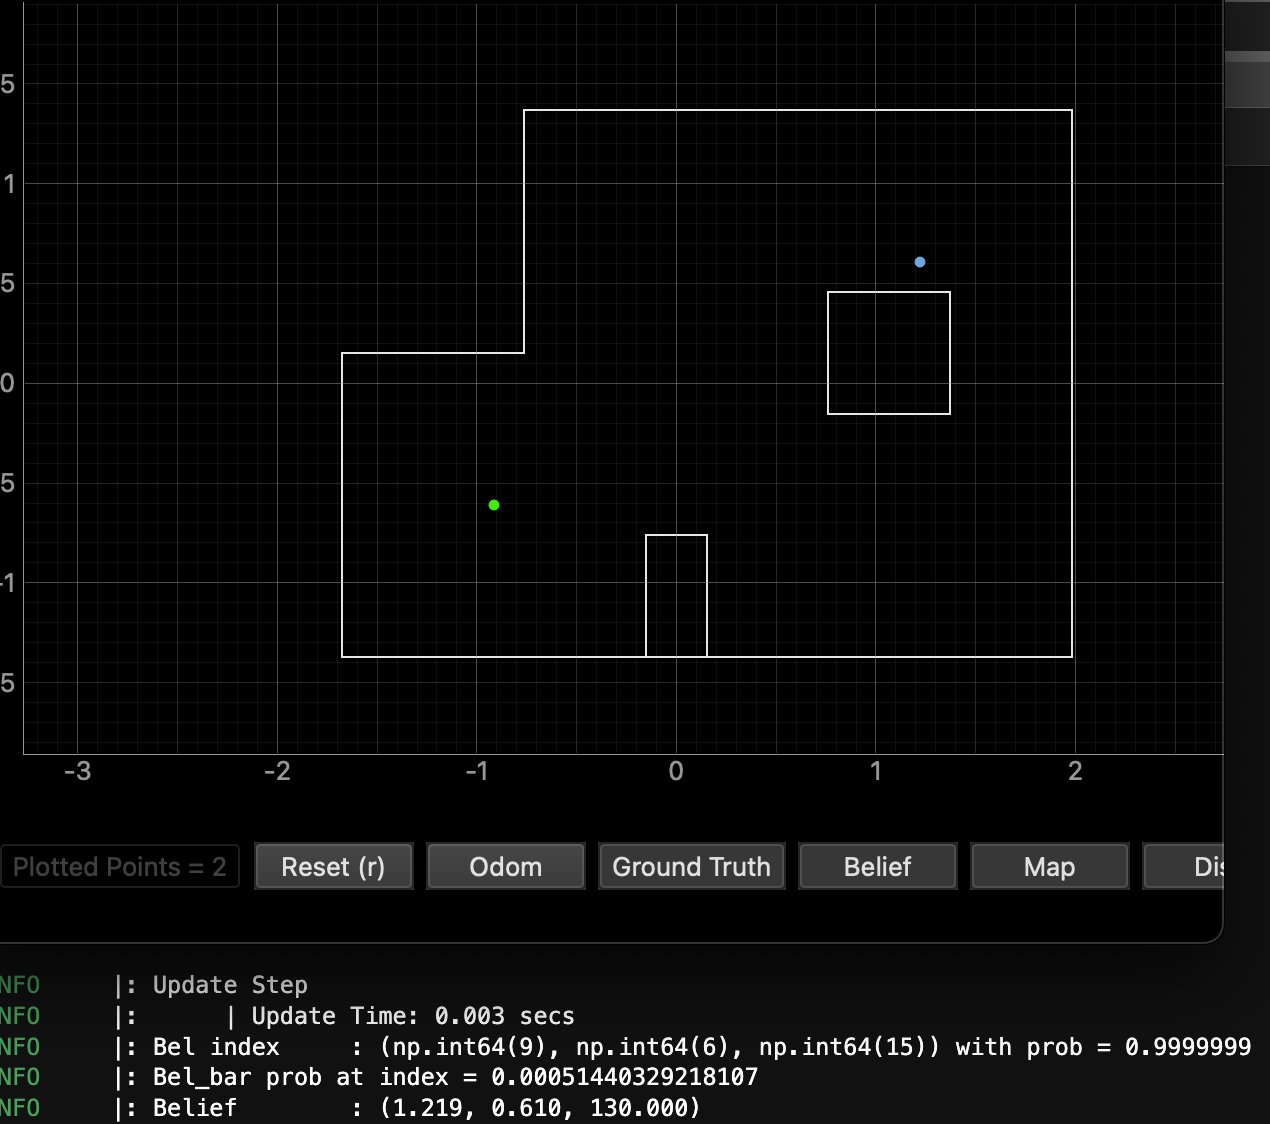 5
1
5
0
5
-1
5
-3 -2 -1 0 1 2
Plotted Points = 2 Reset (r) Odom Ground Truth Belief Map Dis
NFO |: Update Step
NFO |: | Update Time: 0.003 secs
NFO |: Bel index : (np.int64(9), np.int64(6), np.int64(15)) with prob = 0.9999999
NFO |: Bel_bar prob at index = 0.00051440329218107
NFO |: Belief : (1.219, 0.610, 130.000)